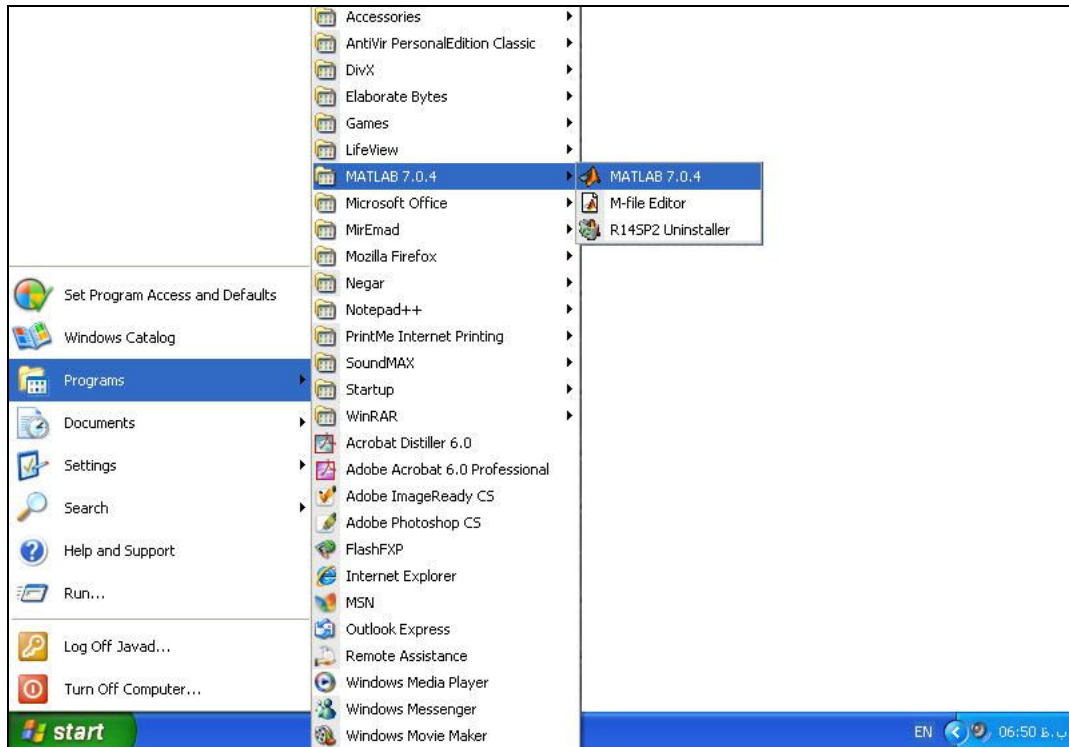 Accessories
AntiVir PersonalEdition Classic
DivX
Elaborate Bytes
Games
LifeView
MATLAB 7.0.4
Microsoft Office
MirEmad
Mozilla Firefox
Negar
Notepad++
PrintMe Internet Printing
SoundMAX
Startup
WinRAR
Acrobat Distiller 6.0
Adobe Acrobat 6.0 Professional
Adobe ImageReady CS
Adobe Photoshop CS
FlashFXP
Internet Explorer
MSN
Outlook Express
Remote Assistance
Windows Media Player
Windows Messenger
Windows Movie Maker
MATLAB 7.0.4
M-file Editor
R14SP2 Uninstaller
Set Program Access and Defaults
Windows Catalog
Programs
Documents
Settings
Search
Help and Support
Run...
Log Off Javad...
Turn Off Computer...
start
EN
06:50